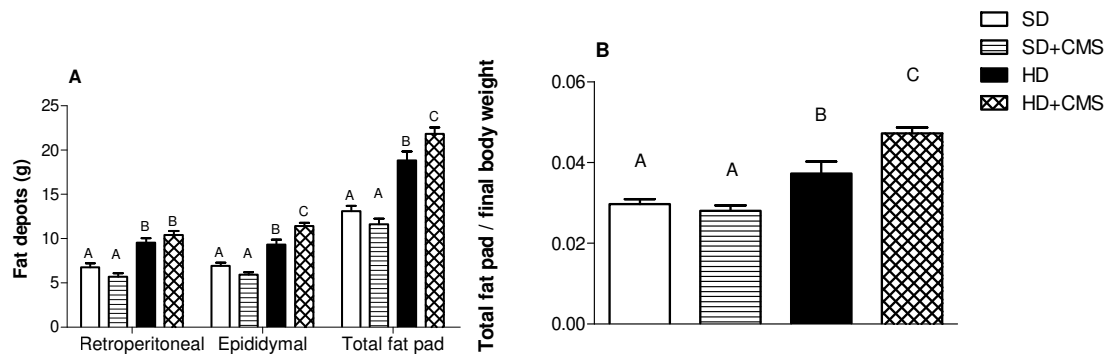 SD
SD+CMS
HD
HD+CMS
A
Fat depots (g)
25
20
15
10
5
0
A A B B
A A B C
A A B C
Retroperitoneal Epididymal Total fat pad
B
Total fat pad / final body weight
0.06
0.04
0.02
0.00
A A B C